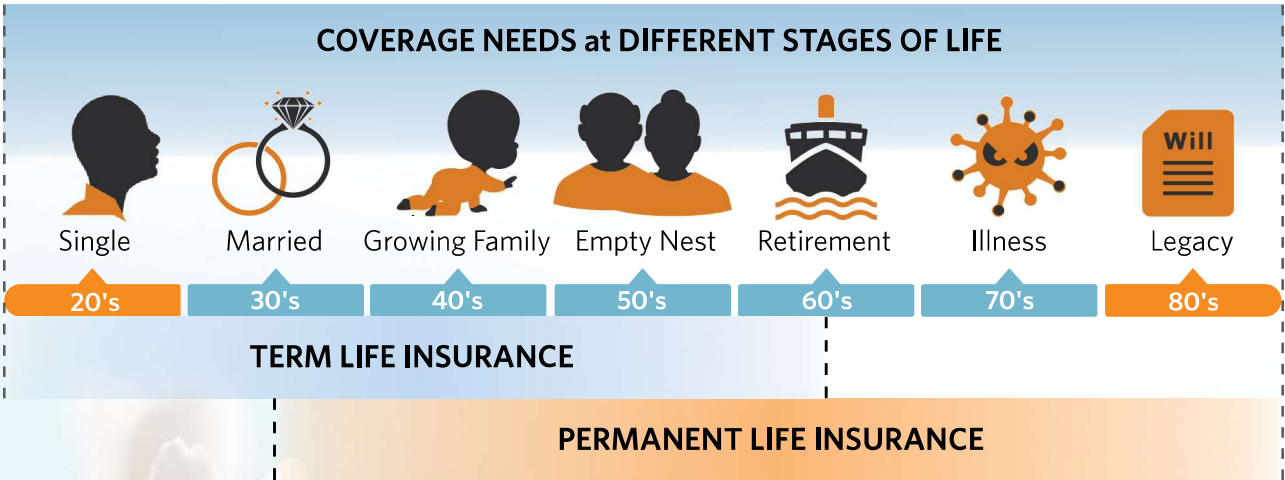 COVERAGE NEEDS at DIFFERENT STAGES OF LIFE
Will
Single Married Growing Family Empty Nest Retirement Illness Legacy
20's 30's 40's 50's 60's 70's 80's
TERM LIFE INSURANCE
PERMANENT LIFE INSURANCE